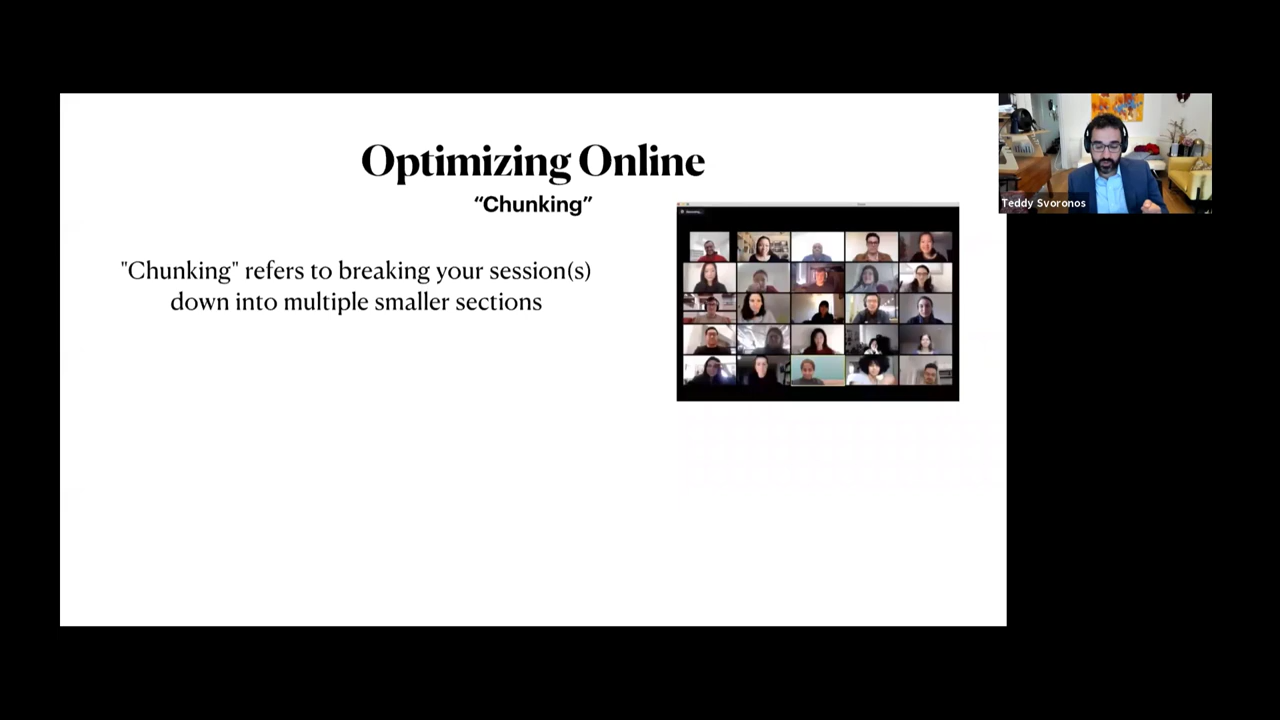 Optimizing Online
“Chunking”
"Chunking" refers to breaking your session(s)
down into multiple smaller sections
Teddy Svoronos